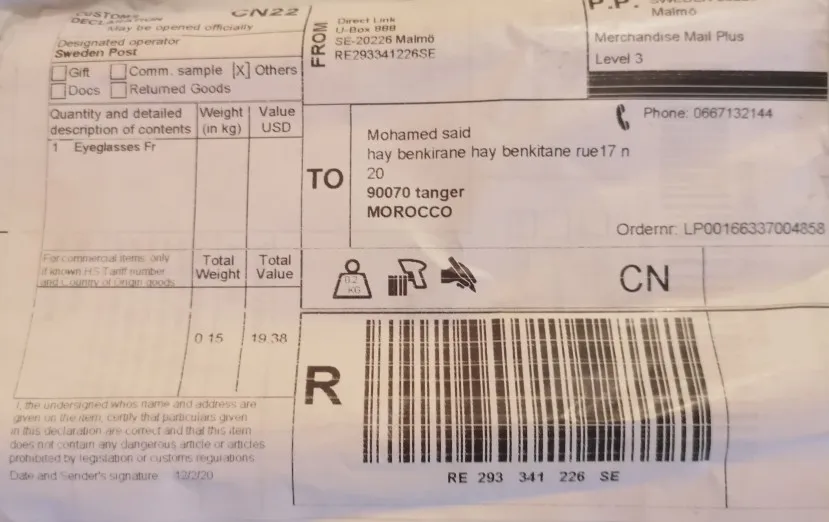 CUSTOMS
DECLARATION
CN22
May be opened officially
Designated operator
Sweden Post
Gift
Comm. sample
[X] Others
Docs
Returned Goods
Quantity and detailed
description of contents
Weight
(in kg)
Value
USD
1 Eyeglasses Fr
For commercial items only
if known HS Tariff number
and Country of Origin goods
Total
Weight
Total
Value
0.15
19.38
I, the undersigned whos name and address are
given on the item, certify that particulars given
in this declaration are correct and that this item
does not contain any dangerous article or articles
prohibited by legislation or customs regulations
Date and Sender's signature 12/2/20
FROM
Direct Link
U-Box 888
SE-20226 Malmö
RE293341226SE
P.P.
Malmö
Merchandise Mail Plus
Level 3
TO
Mohamed said
hay benkirane hay benkitane rue17 n
20
90070 tanger
MOROCCO
Phone: 0667132144
Ordernr: LP00166337004858
0.2
KG
CN
R
RE 293 341 226 SE